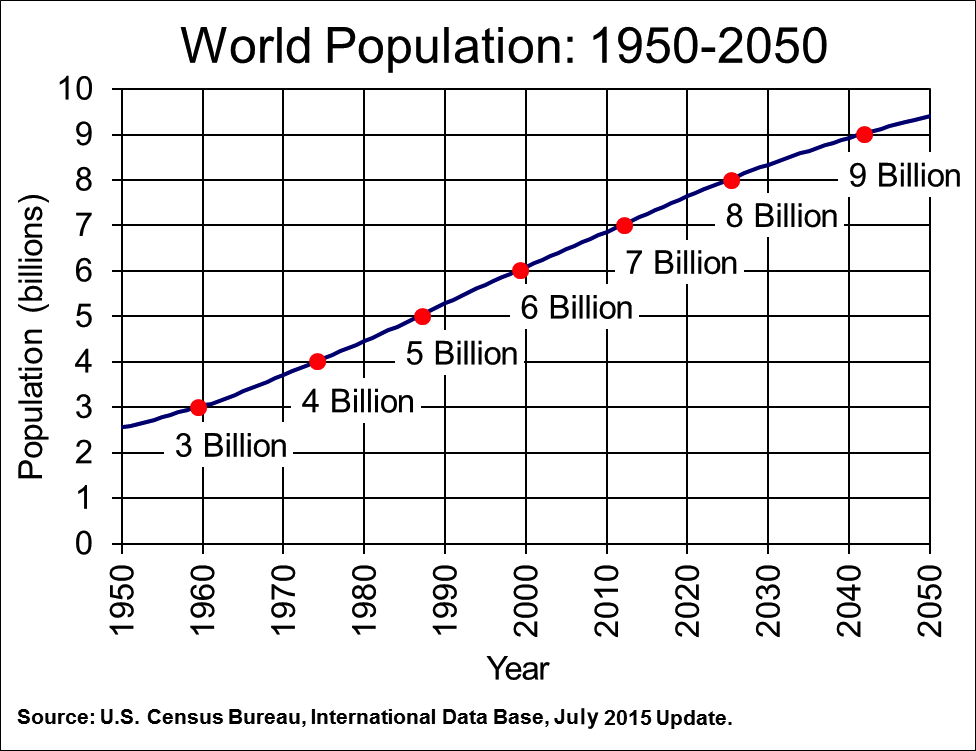 World Population: 1950-2050
10
9
8
7
6
5
4
3
2
1
0
Population (billions)
9 Billion
8 Billion
7 Billion
6 Billion
5 Billion
4 Billion
3 Billion
1950
1960
1970
1980
1990
2000
2010
2020
2030
2040
2050
Year
Source: U.S. Census Bureau, International Data Base, July 2015 Update.